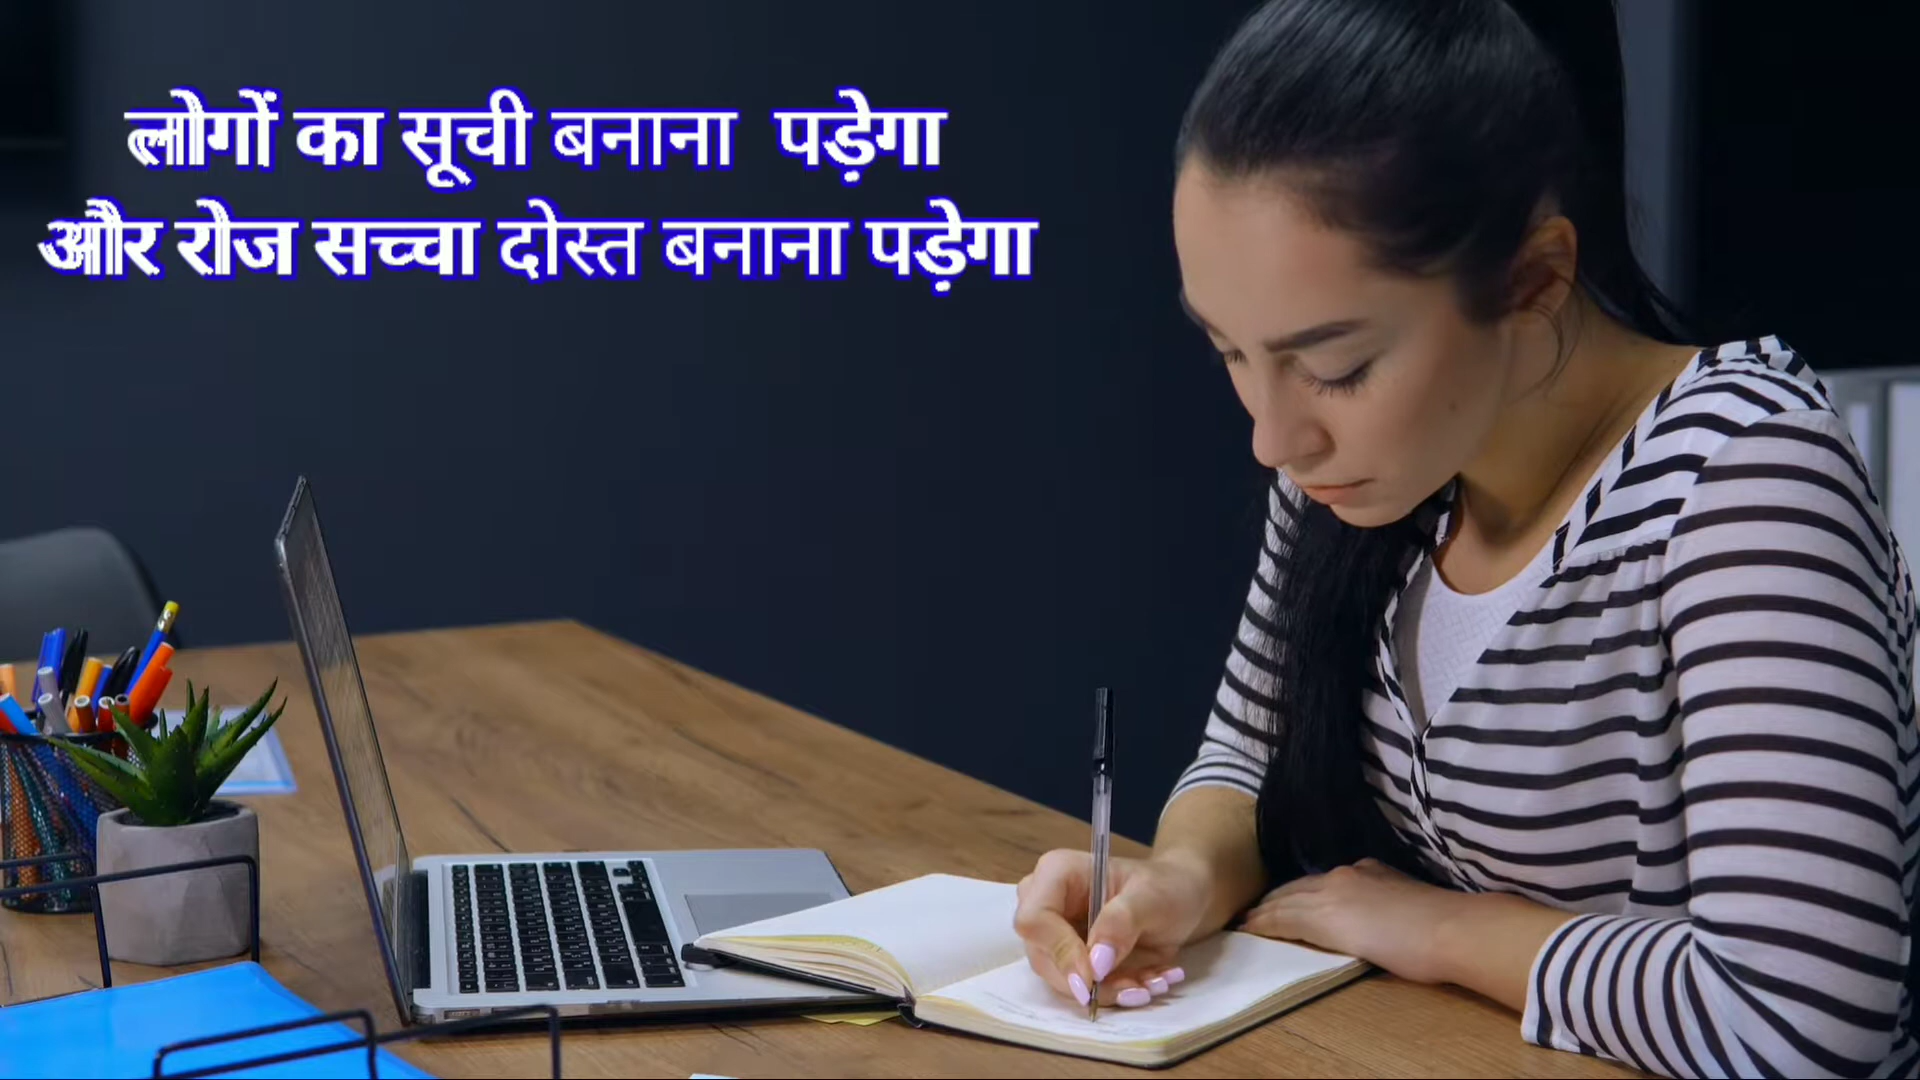 लोगों का सूची बनाना पड़ेगा
और रोज सच्चा दोस्त बनाना पड़ेगा